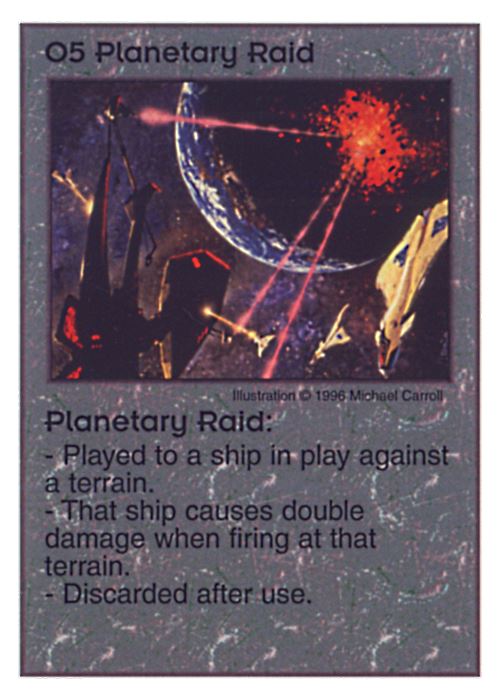 O5 Planetary Raid
Illustration © 1996 Michael Carroll
Planetary Raid:
- Played to a ship in play against
a terrain.
- That ship causes double
damage when firing at that
terrain.
- Discarded after use.